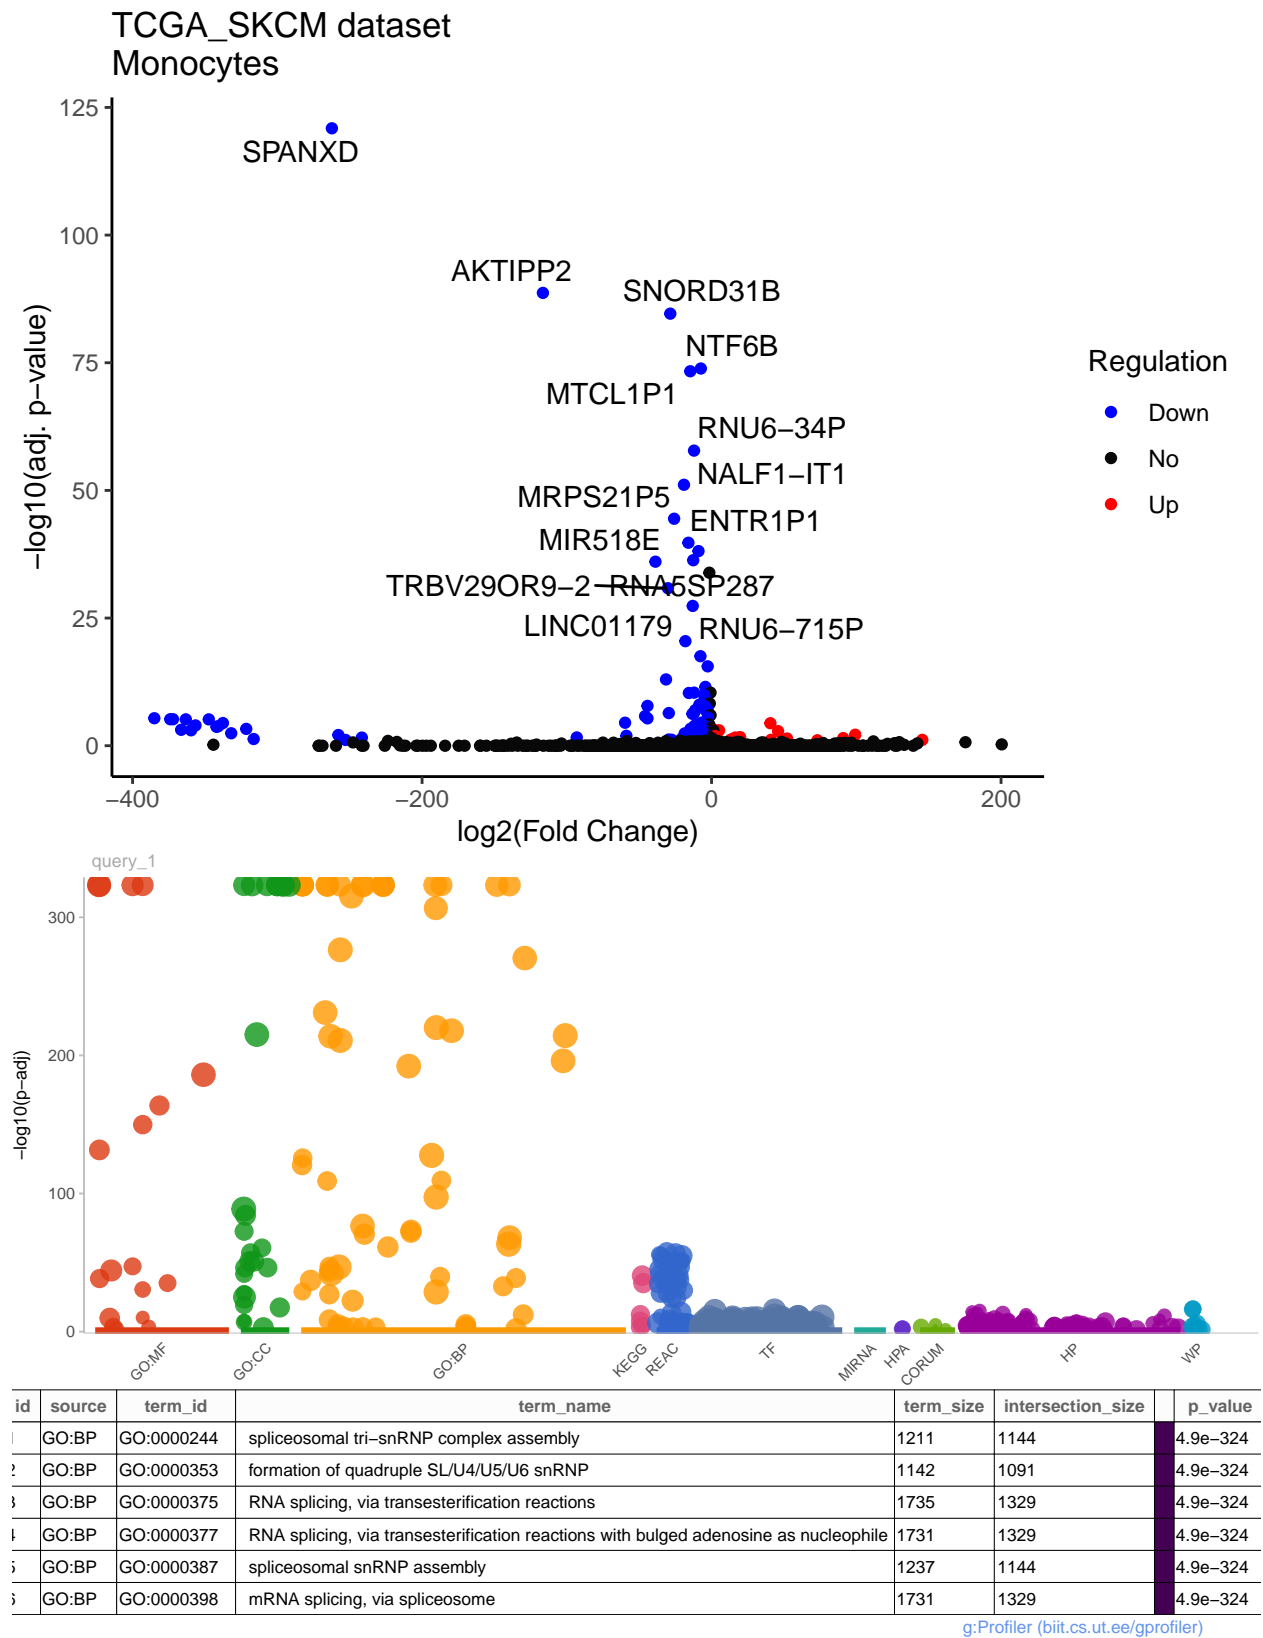 TCGA_SKCM dataset
Monocytes
125
100
75
50
25
0
−log10(adj. p−value)
SPANXD
AKTIPP2
SNORD31B
NTF6B
MTCL1P1
RNU6−34P
NALF1−IT1
MRPS21P5
ENTR1P1
MIR518E
TRBV29OR9−2 RNA5SP287
LINC01179 RNU6−715P
Regulation
Down
No
Up
−400 −200 0 200
log2(Fold Change)
query_1
300
200
100
0
−log10(p−adj)
GO:MF GO:CC GO:BP KEGG REAC TF MIRNA HPA CORUM HP WP
id source term_id term_name term_size intersection_size p_value
GO:BP GO:0000244 spliceosomal tri−snRNP complex assembly 1211 1144 4.9e−324
GO:BP GO:0000353 formation of quadruple SL/U4/U5/U6 snRNP 1142 1091 4.9e−324
GO:BP GO:0000375 RNA splicing, via transesterification reactions 1735 1329 4.9e−324
GO:BP GO:0000377 RNA splicing, via transesterification reactions with bulged adenosine as nucleophile 1731 1329 4.9e−324
GO:BP GO:0000387 spliceosomal snRNP assembly 1237 1144 4.9e−324
GO:BP GO:0000398 mRNA splicing, via spliceosome 1731 1329 4.9e−324
g:Profiler (biit.cs.ut.ee/gprofiler)